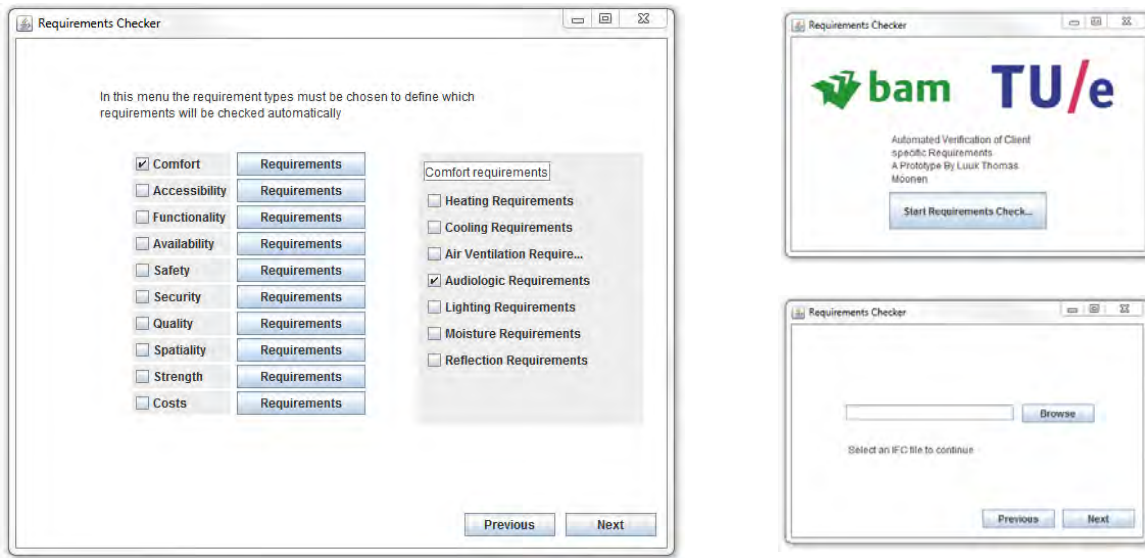 Requirements Checker
In this menu the requirement types must be chosen to define which
requirements will be checked automatically
Comfort Requirements
Accessibility Requirements
Functionality Requirements
Availability Requirements
Safety Requirements
Security Requirements
Quality Requirements
Spatiality Requirements
Strength Requirements
Costs Requirements
Comfort requirements
Heating Requirements
Cooling Requirements
Air Ventilation Require...
Audiologic Requirements
Lighting Requirements
Moisture Requirements
Reflection Requirements
Previous Next
Requirements Checker
bam TU/e
Automated Verification of Client
specific Requirements
A Prototype By Luuk Thomas
Moonen
Start Requirements Check...
Requirements Checker
Browse
Select an IFC file to continue
Previous Next